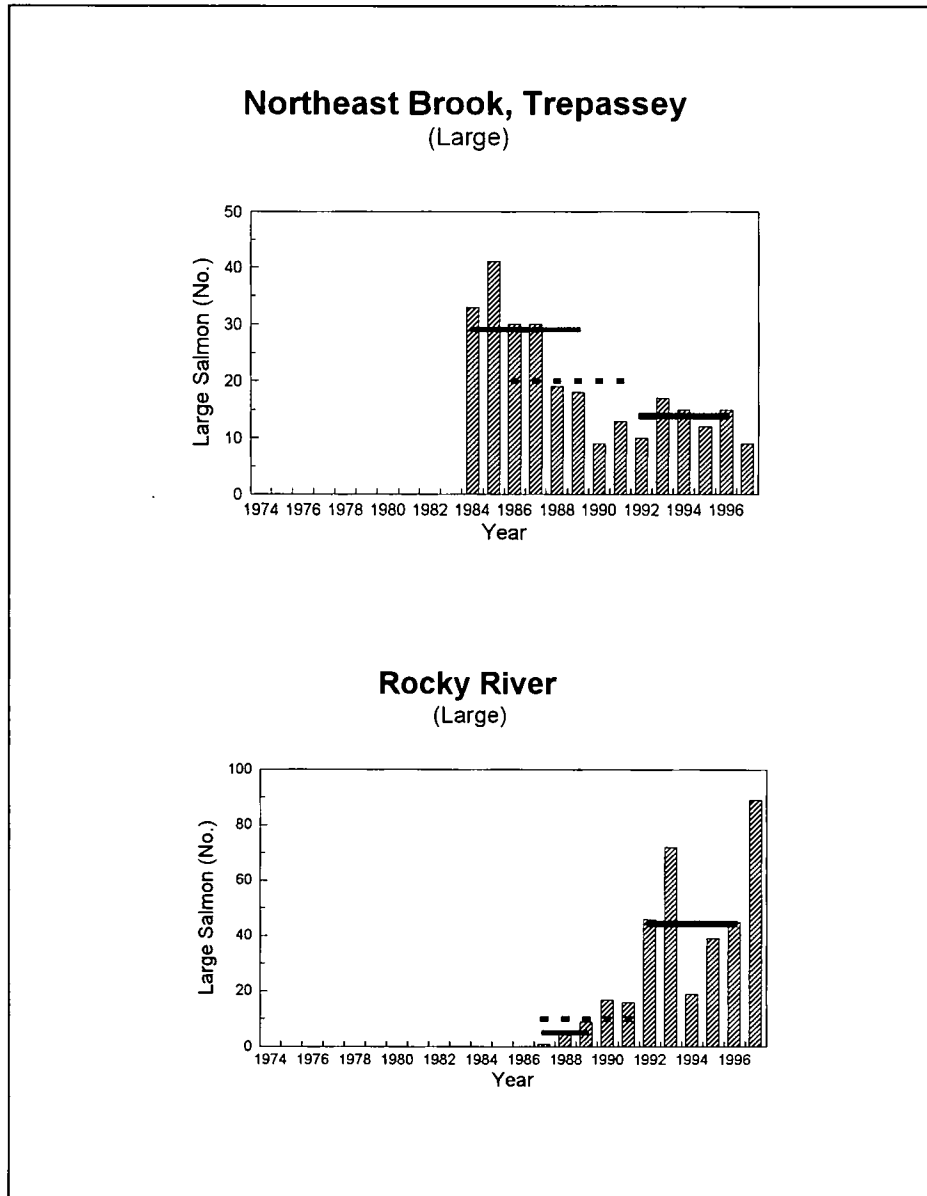 Northeast Brook, Trepassey
(Large)
Large Salmon (No.)
50
40
30
20
10
0
1974 1976 1978 1980 1982 1984 1986 1988 1990 1992 1994 1996
Year
Rocky River
(Large)
Large Salmon (No.)
100
80
60
40
20
0
1974 1976 1978 1980 1982 1984 1986 1988 1990 1992 1994 1996
Year